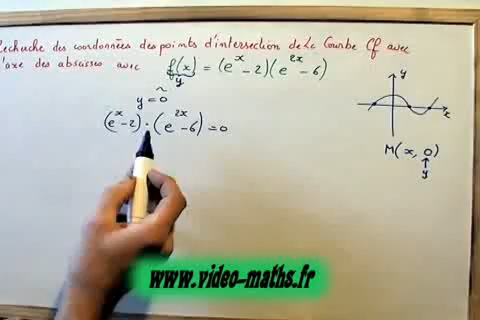 Recherche des coordonnées des points d'intersection de la Courbe Cf avec
l'axe des abscisses avec f(x) = (e^x - 2)(e^2x - 6)
y
y = 0
(e^x - 2) · (e^2x - 6) = 0
y
x
M(x, 0)
↑
y
www.video-maths.fr